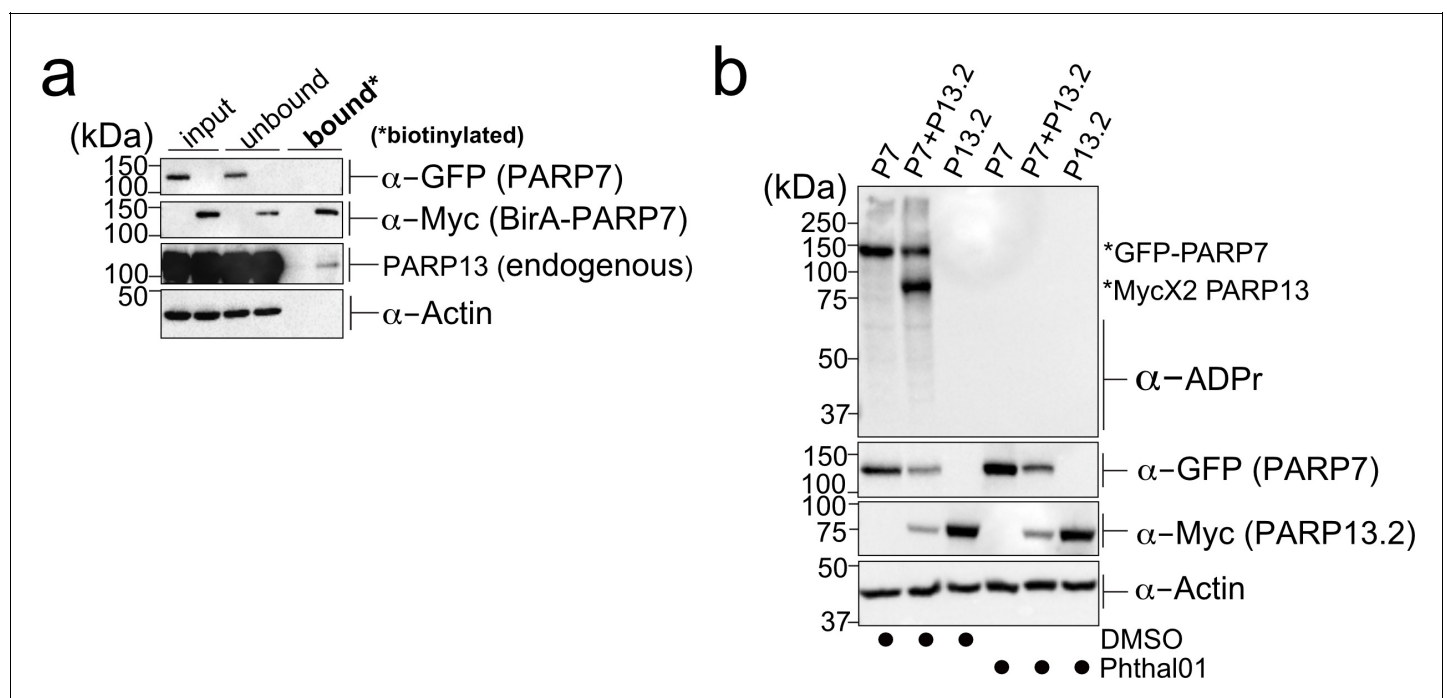 a
(kDa) input unbound bound* (*biotinylated)
150
100
α–GFP (PARP7)
150
100
α–Myc (BirA-PARP7)
100
PARP13 (endogenous)
50
α–Actin
b
(kDa) P7 P7+P13.2 P13.2 P7 P7+P13.2 P13.2
250
150
*GFP-PARP7
100
*MycX2 PARP13
75
50
α–ADPr
37
150
α–GFP (PARP7)
100
100
75
α–Myc (PARP13.2)
50
α–Actin
37
DMSO
Phthal01